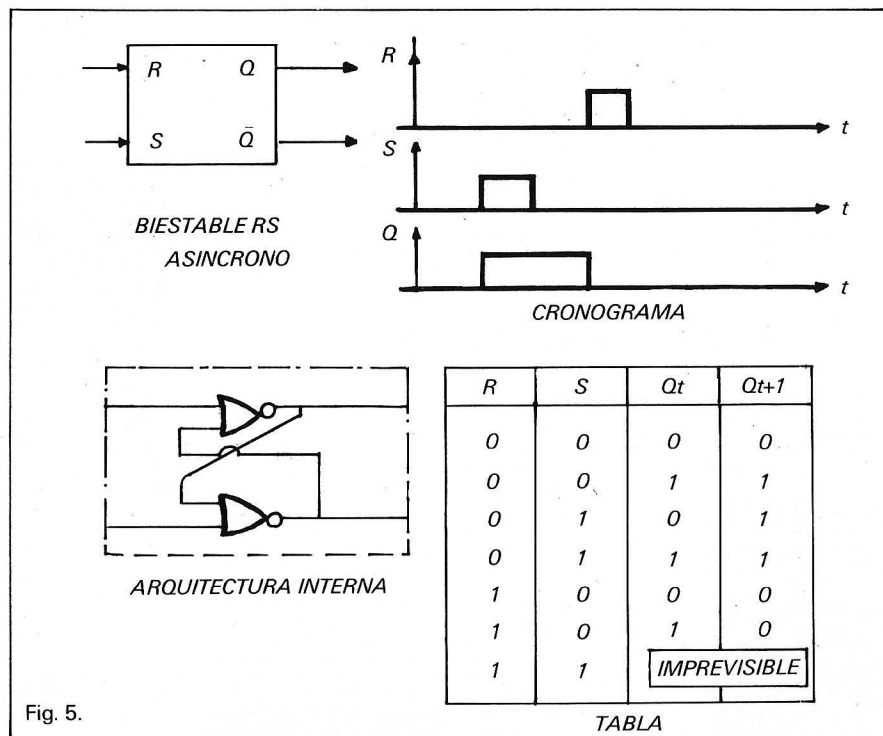 R Q
S Q̄
BIESTABLE RS
ASINCRONO
R
t
S
t
Q
t
CRONOGRAMA
ARQUITECTURA INTERNA
R S Qt Qt+1
0 0 0 0
0 0 1 1
0 1 0 1
0 1 1 1
1 0 0 0
1 0 1 0
1 1 IMPREVISIBLE
TABLA
Fig. 5.